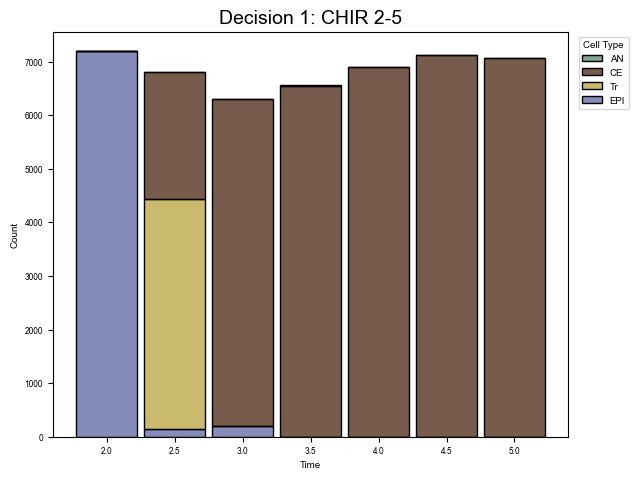 Decision 1: CHIR 2-5
Cell Type
AN
CE
Tr
EPI
Count
7000
6000
5000
4000
3000
2000
1000
0
2.0 2.5 3.0 3.5 4.0 4.5 5.0
Time